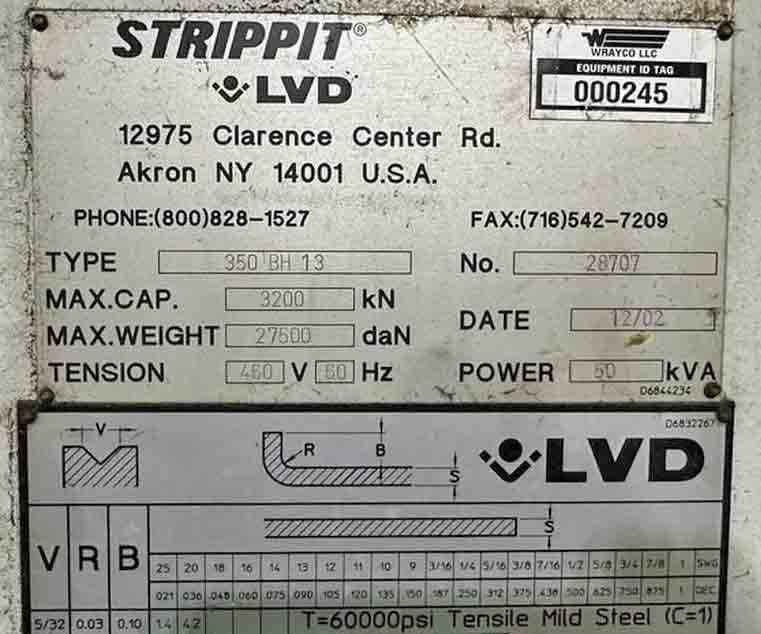 STRIPPIT®
LVD
W
WRAYCO LLC
EQUIPMENT ID TAG
000245
12975 Clarence Center Rd.
Akron NY 14001 U.S.A.
PHONE:(800)828-1527 FAX:(716)542-7209
TYPE 350 BH 13 No. 28707
MAX.CAP. 3200 kN
MAX.WEIGHT 27500 daN DATE 12/02
TENSION 460 V 60 Hz POWER 50 kVA
D6844234
D6832267
V R B S LVD
S
V R B 25 20 18 16 14 13 12 11 10 9 3/16 1/4 5/16 3/8 7/16 1/2 5/8 3/4 7/8 1 SWG
.021 .036 .048 .060 .075 .090 .105 .120 .135 .150 .187 .250 .312 .375 .438 .500 .625 .750 .875 1 DEC.
5/32 0.03 0.10 1.4 4.2 T=60000psi Tensile Mild Steel (C=1)